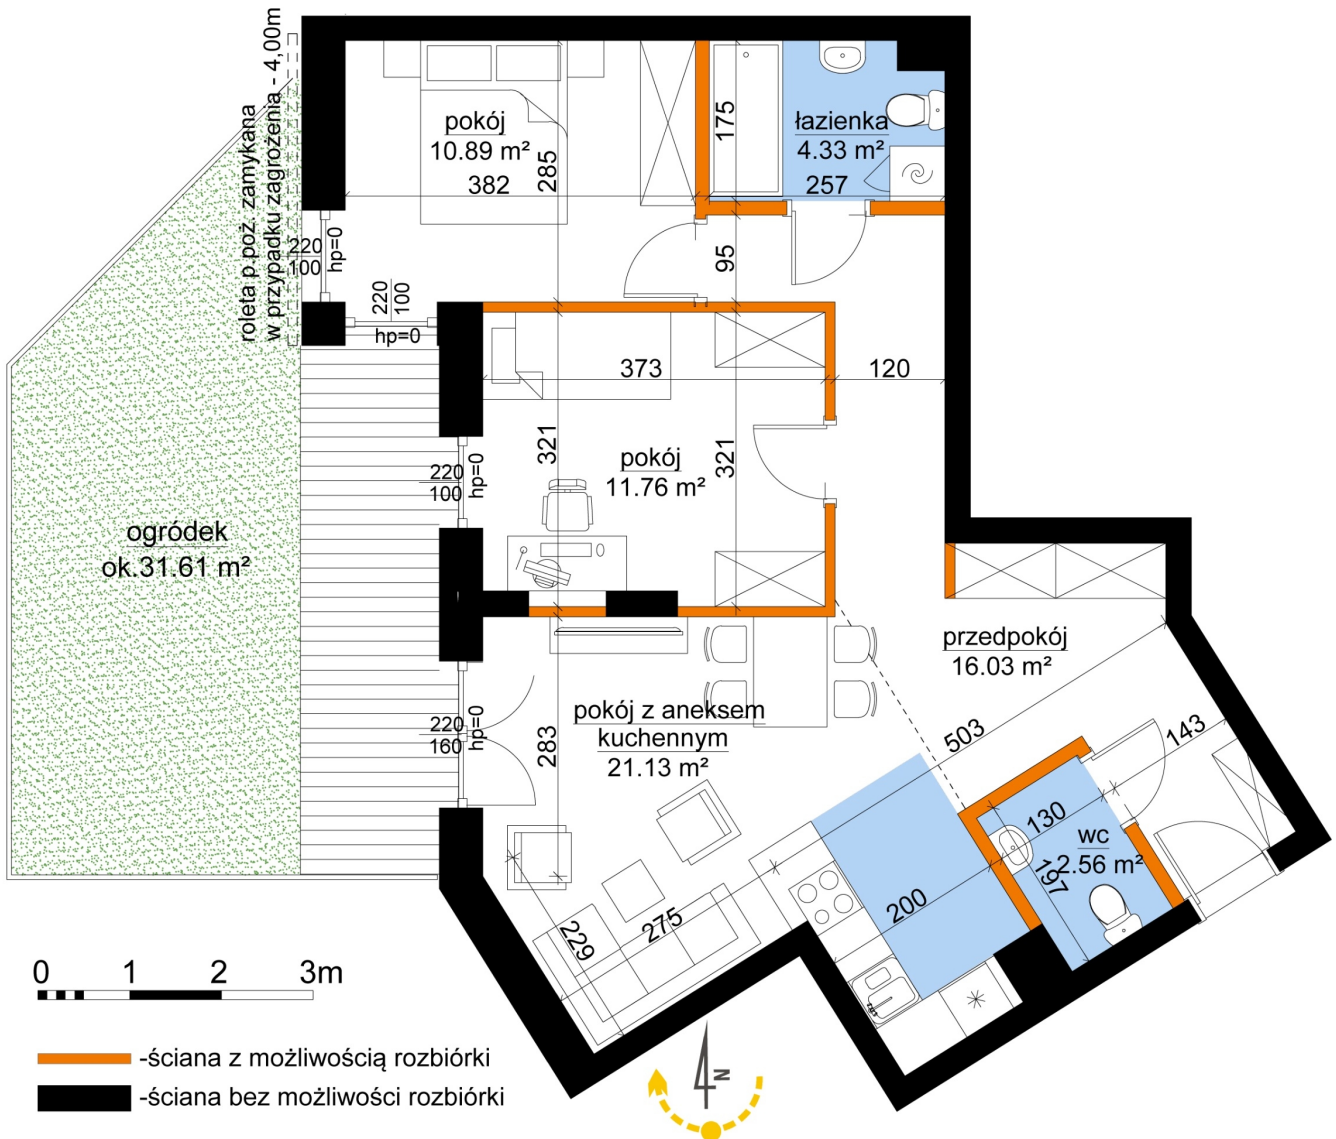 roleta p.poz. zamykana
w przypadku zagrożenia - 4,00m
pokój
10.89 m²
382
285
175
łazienka
4.33 m²
257
95
220
100
hp=0
220
100
hp=0
373
120
321
321
pokój
11.76 m²
220
100
hp=0
ogródek
ok.31.61 m²
przedpokój
16.03 m²
pokój z aneksem
kuchennym
21.13 m²
220
160
hp=0
283
503
143
130
wc
2.56 m²
197
200
275
229
0 1 2 3m
-ściana z możliwością rozbiórki
-ściana bez możliwości rozbiórki
N